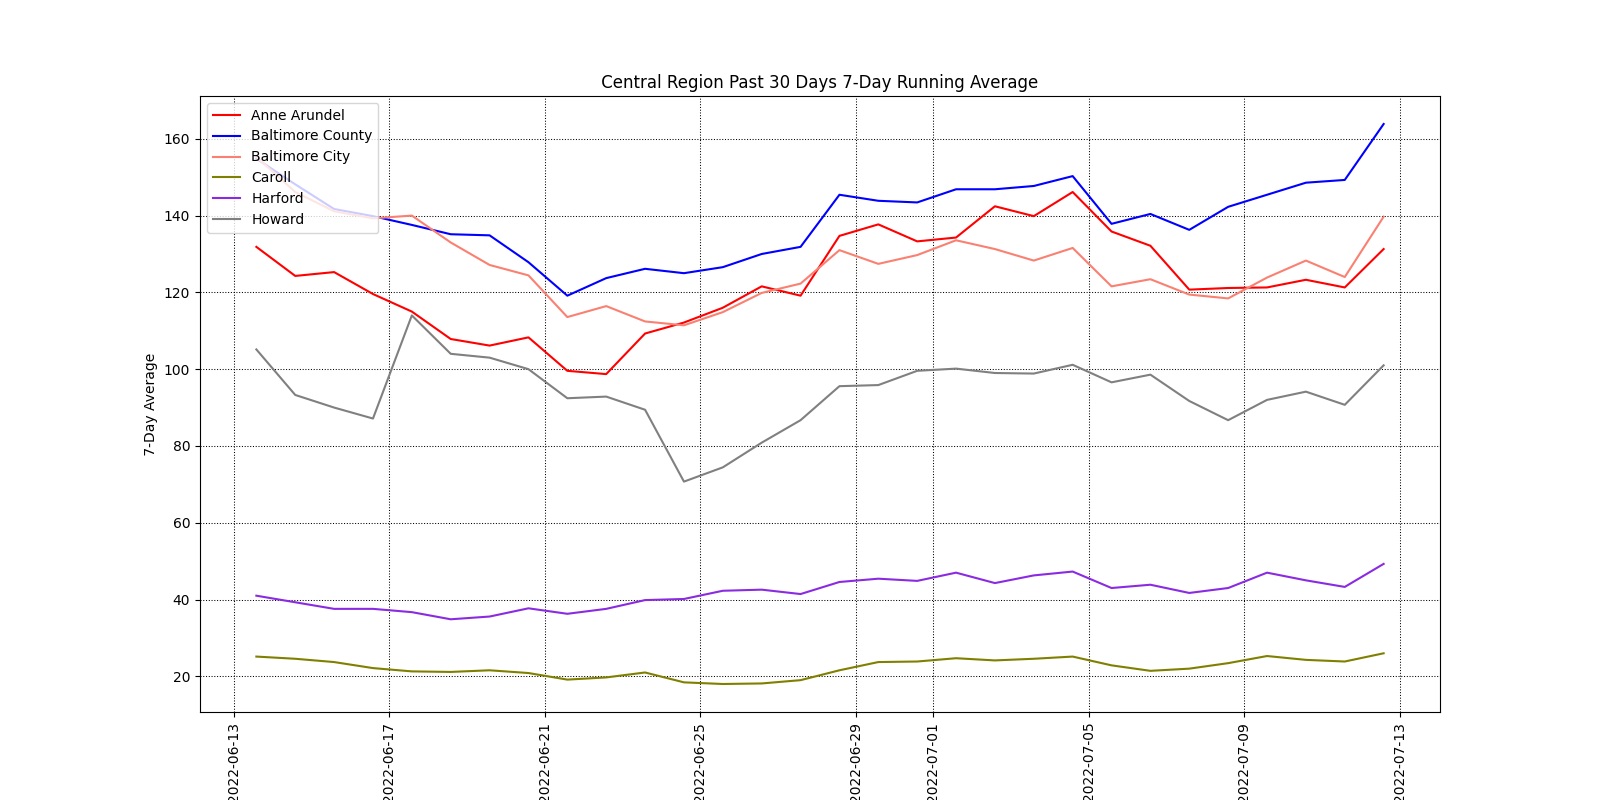 Central Region Past 30 Days 7-Day Running Average
Anne Arundel
Baltimore County
Baltimore City
Caroll
Harford
Howard
7-Day Average
160
140
120
100
80
60
40
20
2022-06-13
2022-06-17
2022-06-21
2022-06-25
2022-06-29
2022-07-01
2022-07-05
2022-07-09
2022-07-13